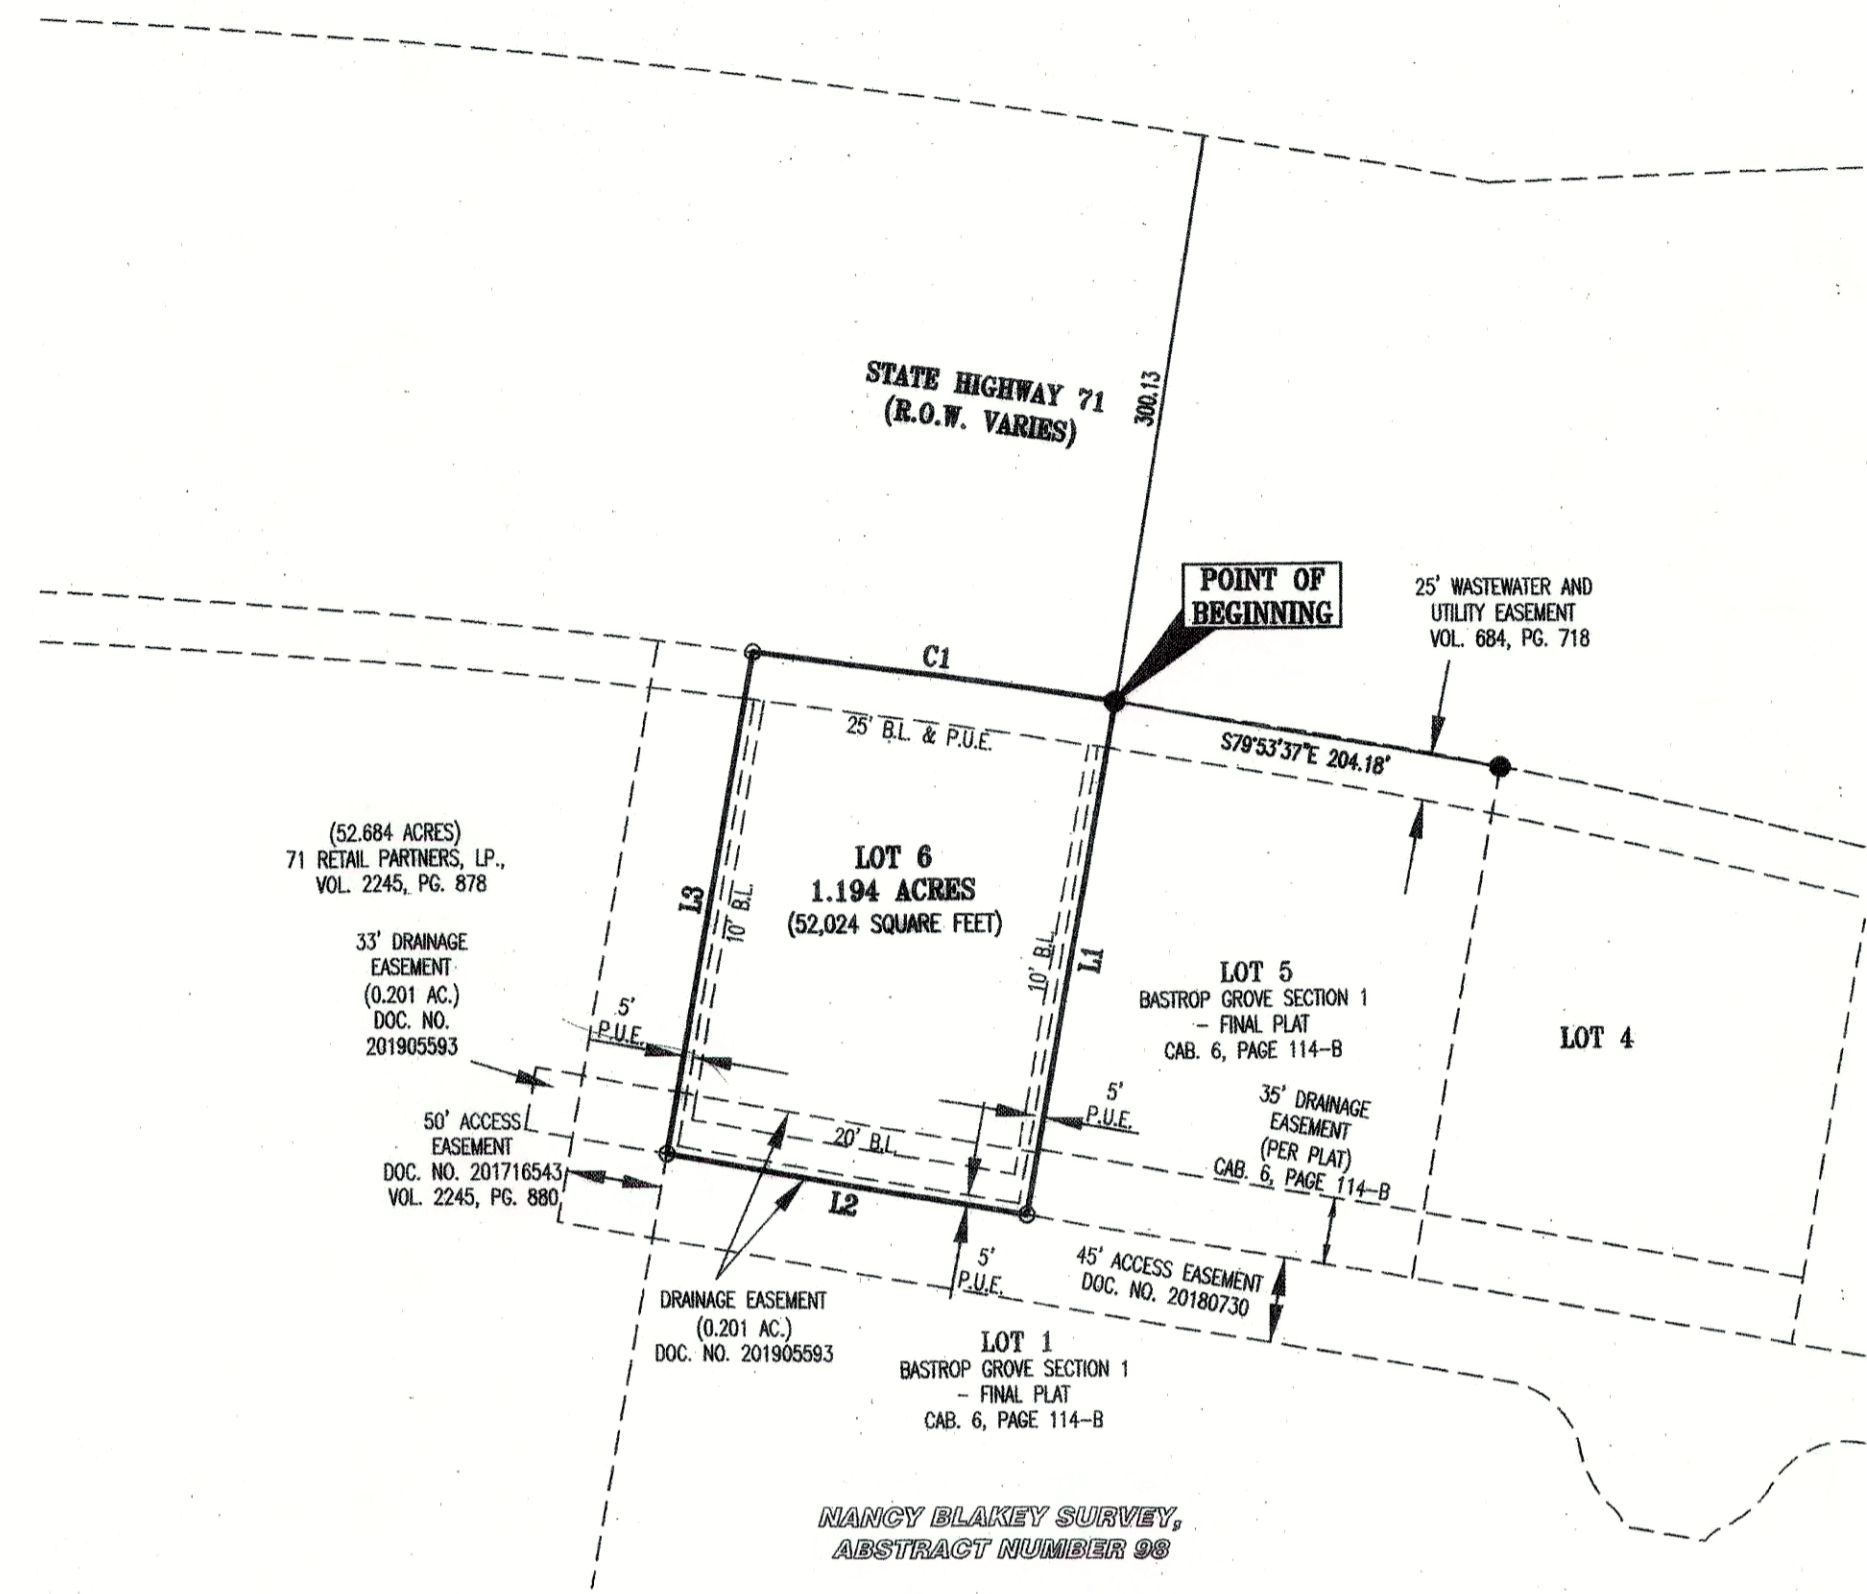 STATE HIGHWAY 71
(R.O.W. VARIES)
300.13
POINT OF
BEGINNING
25' WASTEWATER AND
UTILITY EASEMENT
VOL. 684, PG. 718
C1
25' B.L. & P.U.E.
S79°53'37"E 204.18'
(52.684 ACRES)
71 RETAIL PARTNERS, LP.,
VOL. 2245, PG. 878
LOT 6
1.194 ACRES
(52,024 SQUARE FEET)
L3
10' B.L.
10' B.L.
L1
33' DRAINAGE
EASEMENT
(0.201 AC.)
DOC. NO.
201905593
5'
P.U.E.
LOT 5
BASTROP GROVE SECTION 1
- FINAL PLAT
CAB. 6, PAGE 114-B
LOT 4
5'
P.U.E.
35' DRAINAGE
EASEMENT
(PER PLAT)
CAB. 6, PAGE 114-B
50' ACCESS
EASEMENT
DOC. NO. 201716543
VOL. 2245, PG. 880
20' B.L.
L2
5'
P.U.E.
45' ACCESS EASEMENT
DOC. NO. 20180730
DRAINAGE EASEMENT
(0.201 AC.)
DOC. NO. 201905593
LOT 1
BASTROP GROVE SECTION 1
- FINAL PLAT
CAB. 6, PAGE 114-B
NANCY BLAKEY SURVEY,
ABSTRACT NUMBER 98